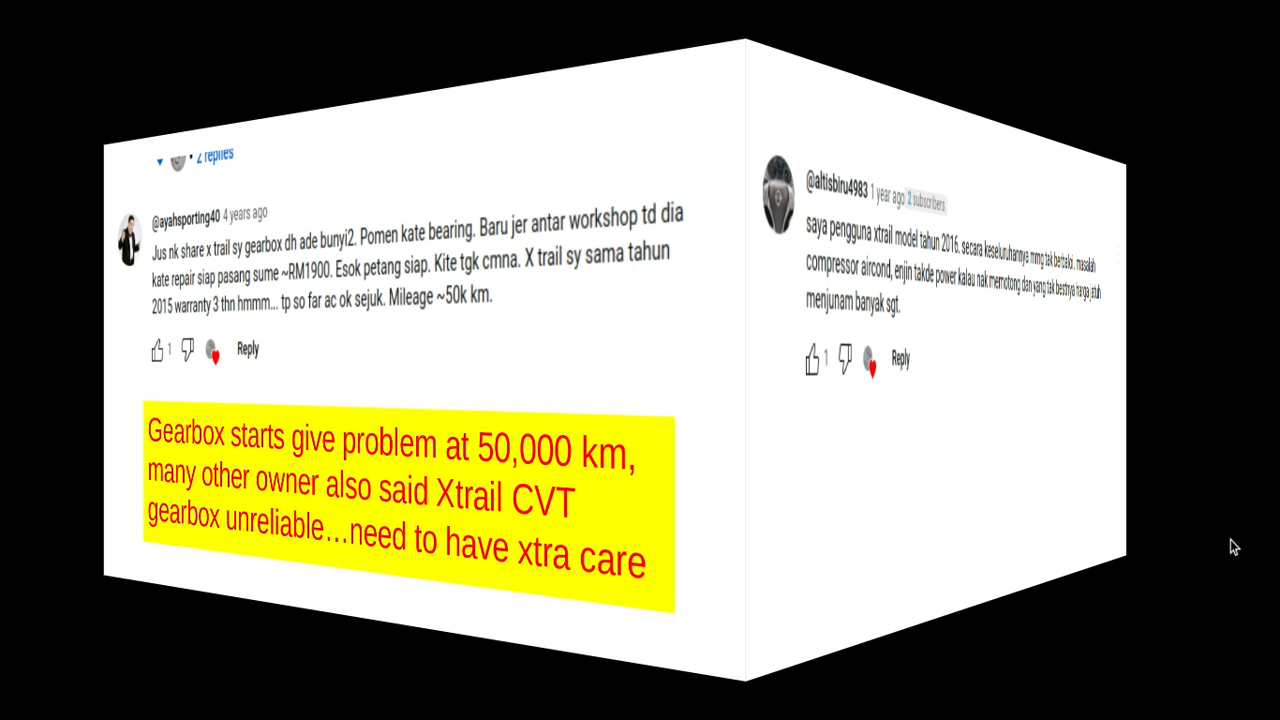 2 replies
@ayahsporting40 4 years ago
Jus nk share x trail sy gearbox dh ade bunyi2. Pomen kate bearing. Baru jer antar workshop td dia
kate repair siap pasang sume ~RM1900. Esok petang siap. Kite tgk cmna. X trail sy sama tahun
2015 warranty 3 thn hmmm... tp so far ac ok sejuk. Mileage ~50k km.
1 Reply
Gearbox starts give problem at 50,000 km,
many other owner also said Xtrail CVT
gearbox unreliable…need to have xtra care
@altisbiru4983 1 year ago 2 subscribers
saya pengguna xtrail model tahun 2016. secara keseluruhannya mmg tak berbaloi. masalah
compressor aircond, enjin takde power kalau nak memotong dan yang tak bestnya harga jatuh
menjunam banyak sgt.
1 Reply